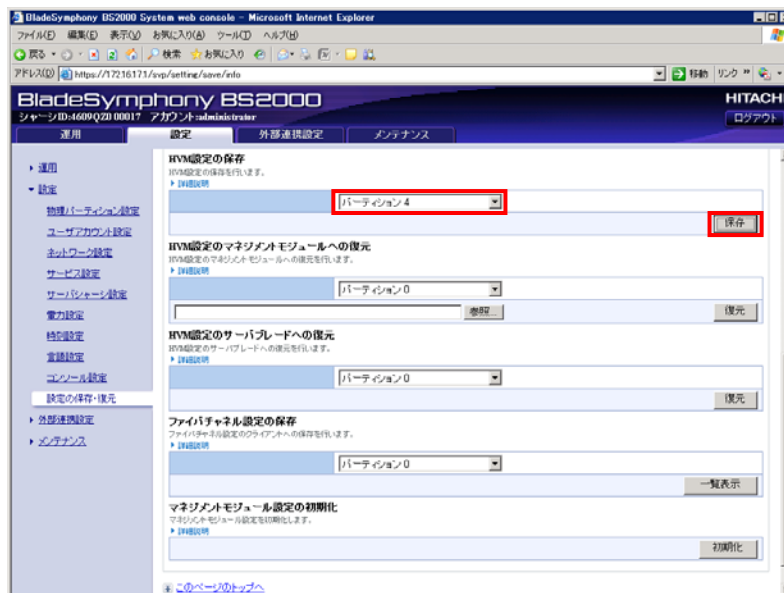 BladeSymphony BS2000 System web console - Microsoft Internet Explorer
ファイル(F) 編集(E) 表示(V) お気に入り(A) ツール(T) ヘルプ(H)
戻る 検索 お気に入り
アドレス(D) https://172.16.17.1/svp/setting/save/info 移動 リンク »
BladeSymphony BS2000 HITACHI
シャーシID:4609QZ0 00017 アカウント:administrator ログアウト
運用 設定 外部連携設定 メンテナンス
運用
設定
物理パーティション設定
ユーザアカウント設定
ネットワーク設定
サービス設定
サーバシャーシ設定
電力設定
時刻設定
言語設定
コンソール設定
設定の保存・復元
外部連携設定
メンテナンス
HVM設定の保存
HVM設定の保存を行います。
詳細説明
パーティション 4
保存
HVM設定のマネジメントモジュールへの復元
HVM設定のマネジメントモジュールへの復元を行います。
詳細説明
パーティション 0
参照... 復元
HVM設定のサーバブレードへの復元
HVM設定のサーバブレードへの復元を行います。
詳細説明
パーティション 0
復元
ファイバチャネル設定の保存
ファイバチャネル設定のクライアントへの保存を行います。
詳細説明
パーティション 0
一覧表示
マネジメントモジュール設定の初期化
マネジメントモジュール設定を初期化します。
詳細説明
初期化
このページのトップへ